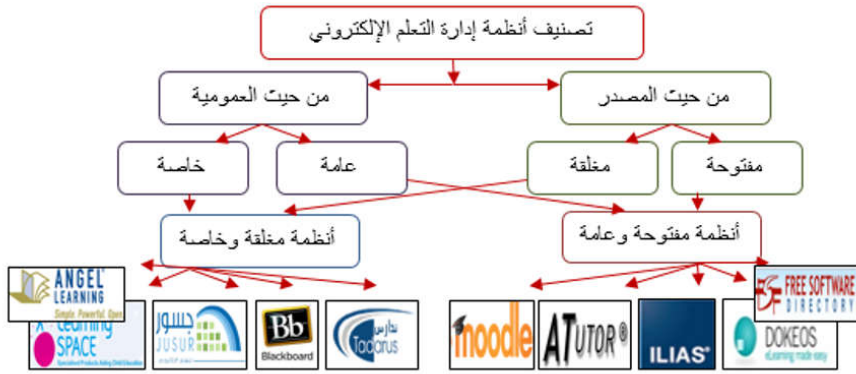 تصنيف أنظمة إدارة التعلم الإلكتروني
من حيث المصدر
من حيث العمومية
مفتوحة
مغلقة
عامة
خاصة
أنظمة مفتوحة وعامة
أنظمة مغلقة وخاصة
ANGEL
LEARNING
Simple. Powerful. Open
Learning
SPACE
جسور
JUSUR
Bb
Blackboard
تدارس
Tadarus
moodle
ATUTOR®
ILIAS®
FREE SOFTWARE
DIRECTORY
DOKEOS
eLearning made easy